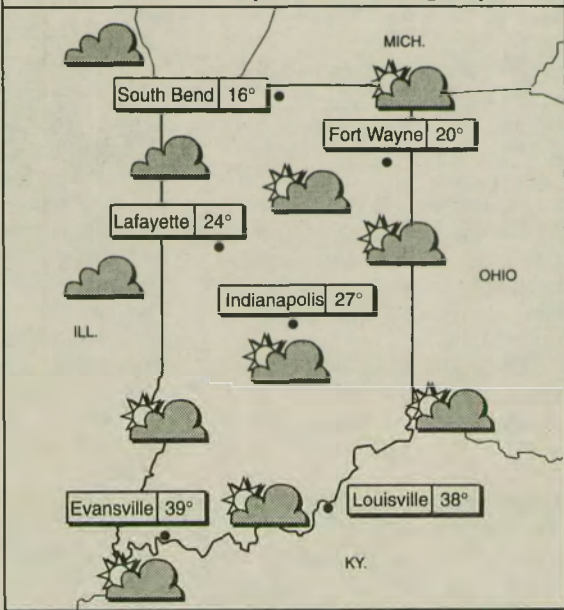 MICH.
South Bend 16°
Fort Wayne 20°
Lafayette 24°
OHIO
Indianapolis 27°
ILL.
Evansville 39°
Louisville 38°
KY.